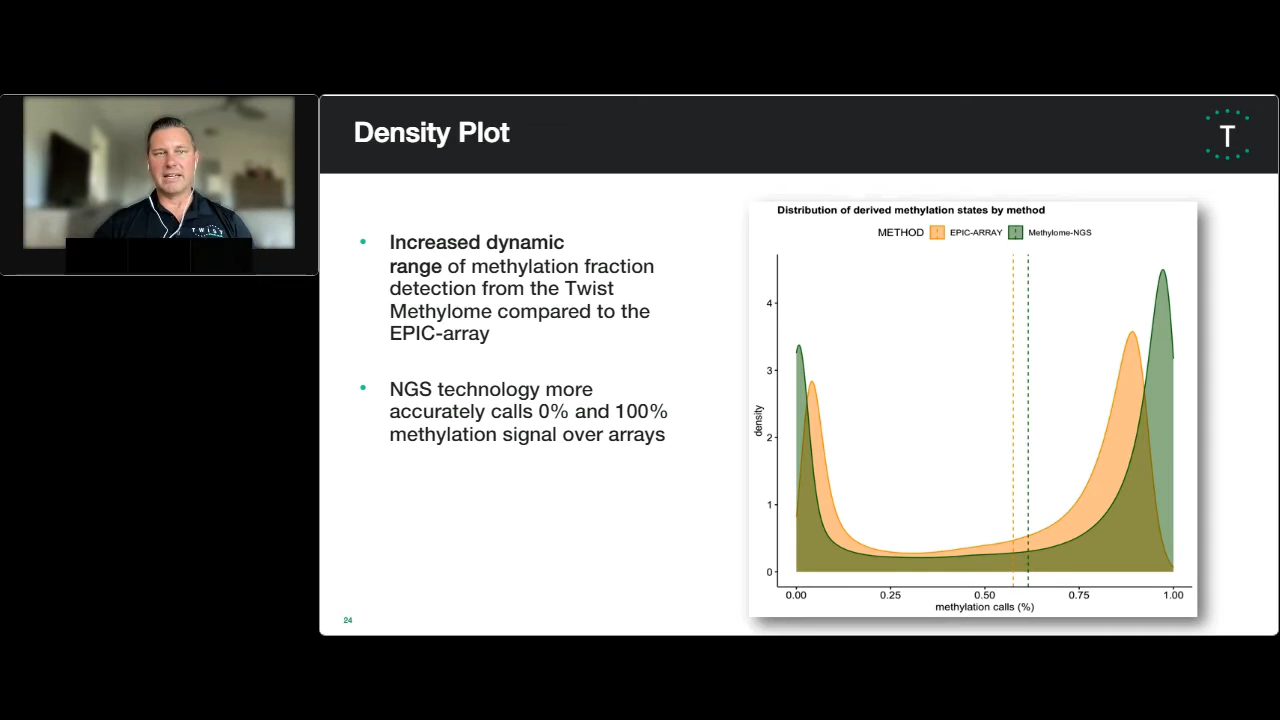 Density Plot
T
TWIST
Increased dynamic
range of methylation fraction
detection from the Twist
Methylome compared to the
EPIC-array
NGS technology more
accurately calls 0% and 100%
methylation signal over arrays
Distribution of derived methylation states by method
METHOD EPIC-ARRAY Methylome-NGS
density
4
3
2
1
0
0.00 0.25 0.50 0.75 1.00
methylation calls (%)
24